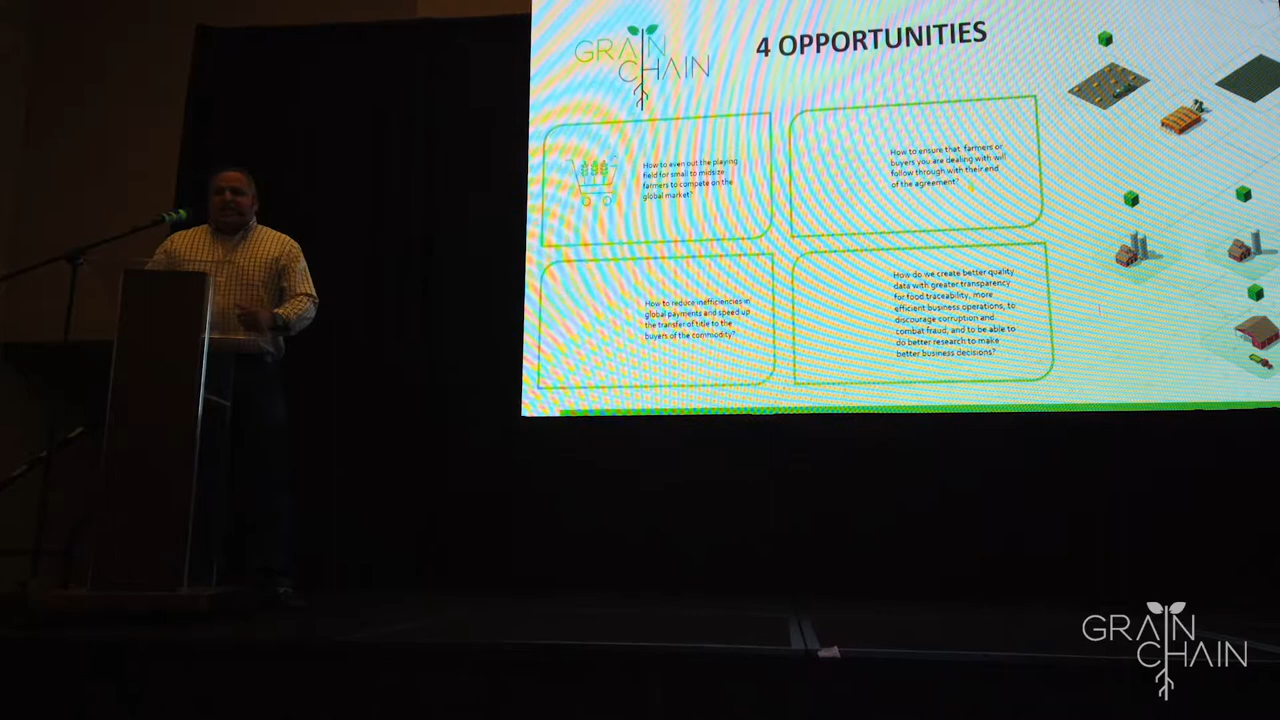 GRAIN
CHAIN
4 OPPORTUNITIES
How to even out the playing
field for small to midsize
farmers to compete on the
global market?
How to ensure that farmers or
buyers you are dealing with will
follow through with their end
of the agreement?
How to reduce inefficiencies in
global payments and speed up
the transfer of title to the
buyers of the commodity?
How do we create better quality
data with greater transparency
for food traceability, more
efficient business operations, to
discourage corruption and
combat fraud, and to be able to
do better research to make
better business decisions?
GRAIN
CHAIN